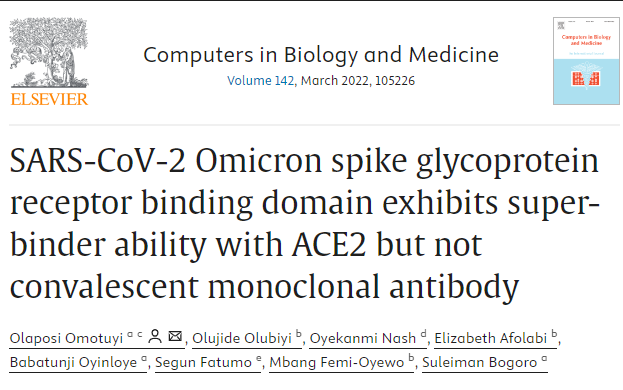 Computers in Biology and Medicine
Volume 142, March 2022, 105226
ELSEVIER
Computers in Biology
and Medicine
SARS-CoV-2 Omicron spike glycoprotein
receptor binding domain exhibits super-
binder ability with ACE2 but not
convalescent monoclonal antibody
Olaposi Omotuyi a c, Olujide Olubiyi b, Oyekanmi Nash d, Elizabeth Afolabi b,
Babatunji Oyinloye a, Segun Fatumo e, Mbang Femi-Oyewo b, Suleiman Bogoro a